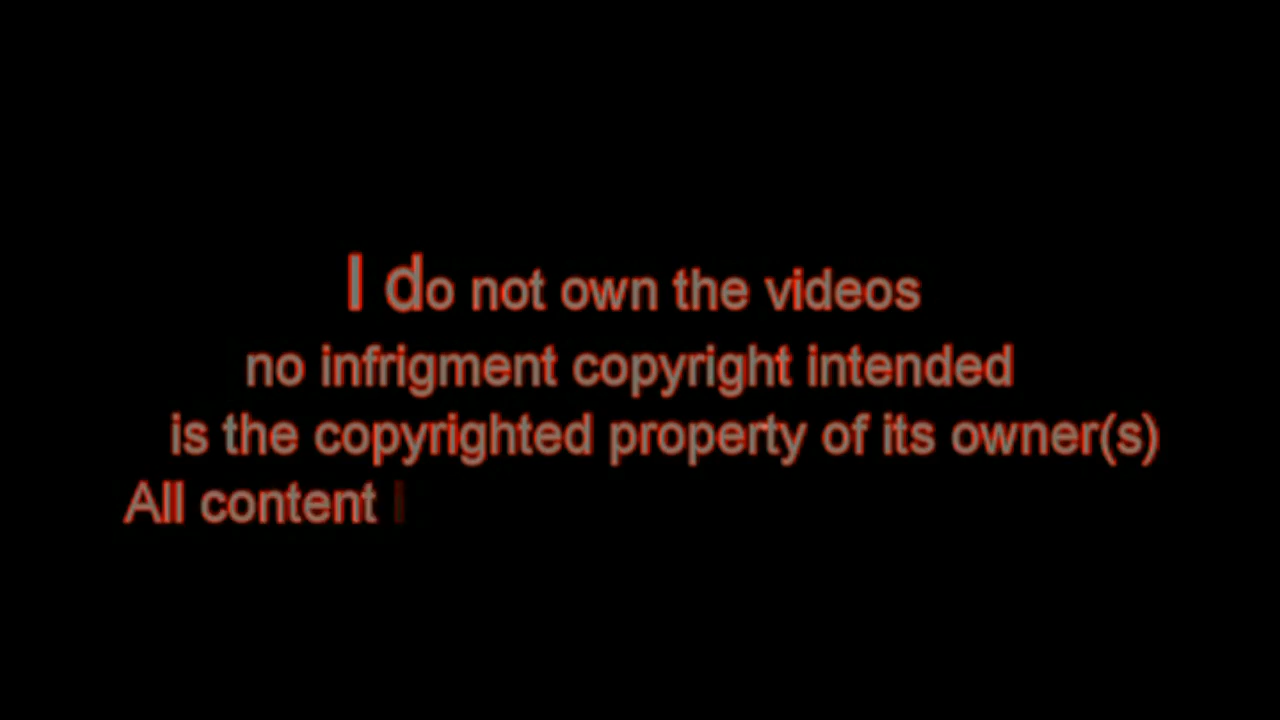 I do not own the videos
no infrigment copyright intended
is the copyrighted property of its owner(s)
All content